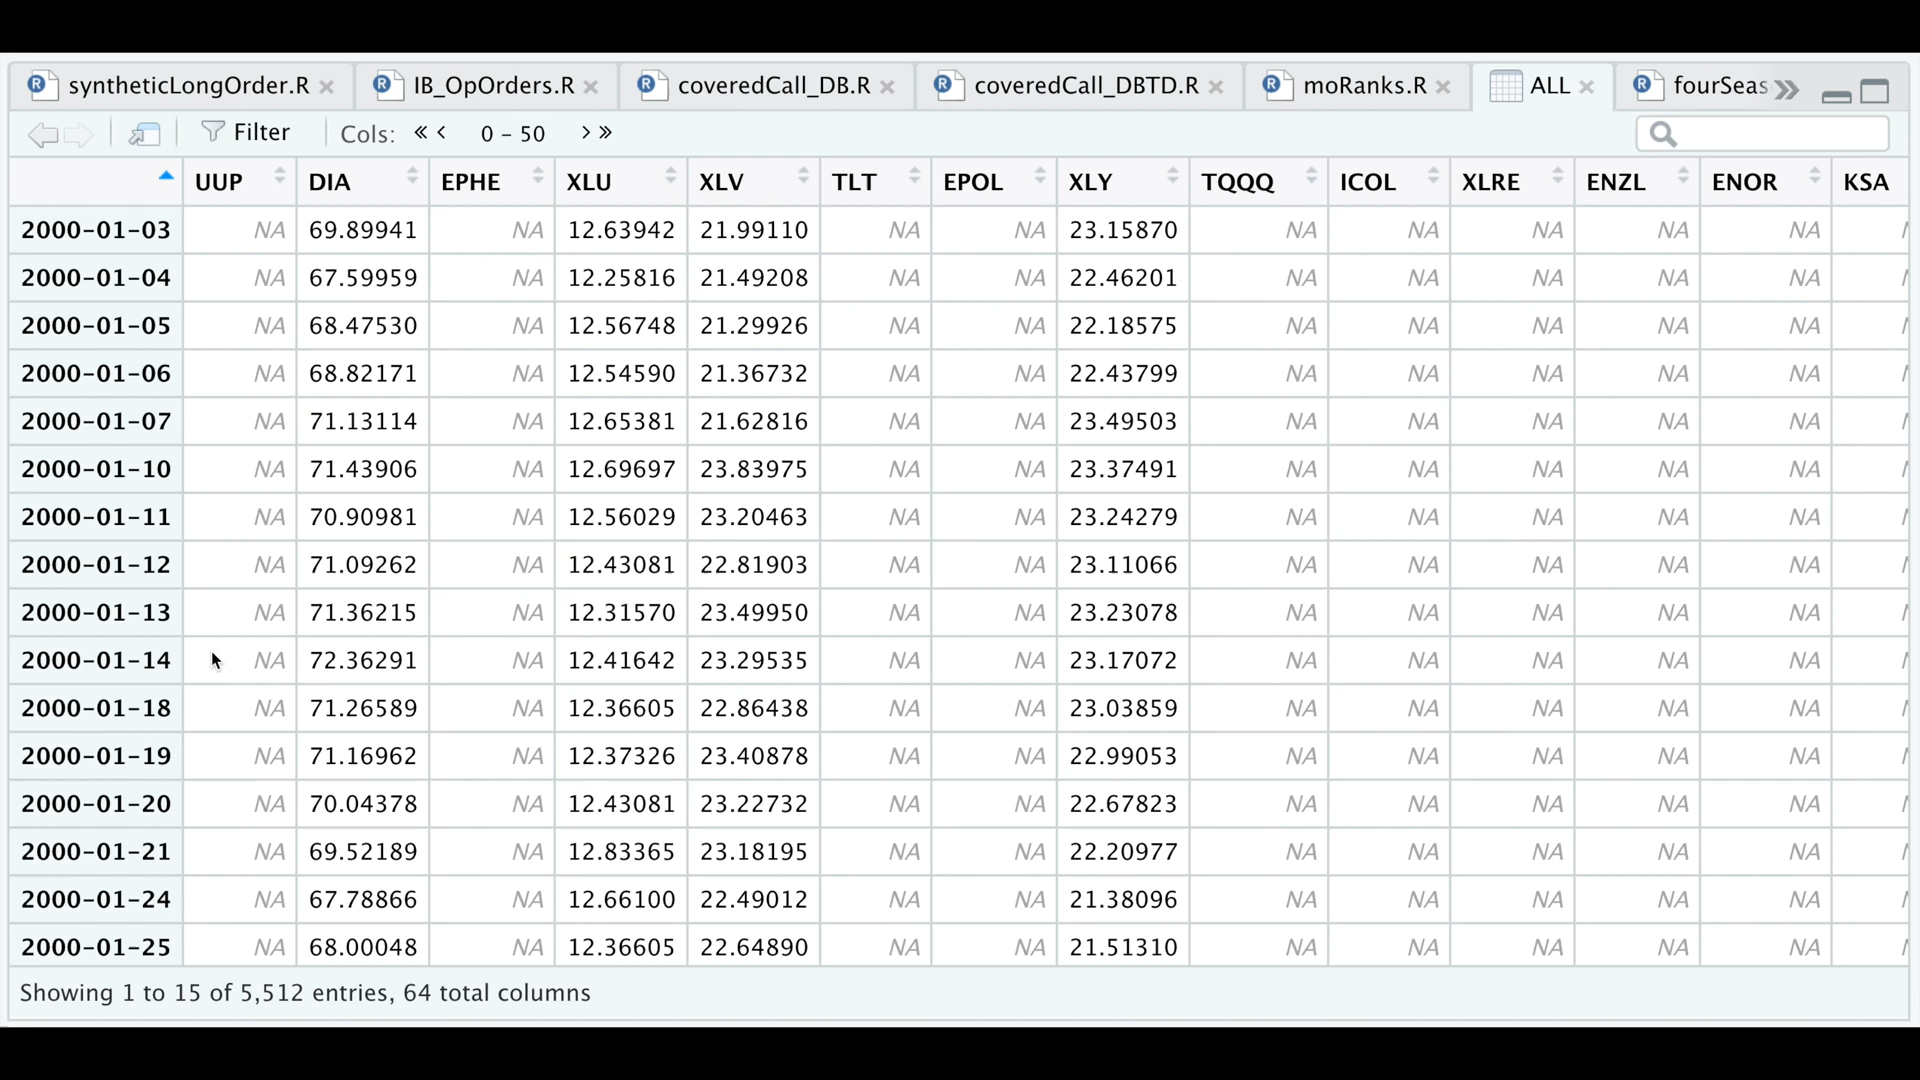 syntheticLongOrder.R IB_OpOrders.R coveredCall_DB.R coveredCall_DBTD.R moRanks.R ALL fourSeas
Filter Cols: 0 - 50
UUP DIA EPHE XLU XLV TLT EPOL XLY TQQQ ICOL XLRE ENZL ENOR KSA
2000-01-03 NA 69.89941 NA 12.63942 21.99110 NA NA 23.15870 NA NA NA NA NA
2000-01-04 NA 67.59959 NA 12.25816 21.49208 NA NA 22.46201 NA NA NA NA NA
2000-01-05 NA 68.47530 NA 12.56748 21.29926 NA NA 22.18575 NA NA NA NA NA
2000-01-06 NA 68.82171 NA 12.54590 21.36732 NA NA 22.43799 NA NA NA NA NA
2000-01-07 NA 71.13114 NA 12.65381 21.62816 NA NA 23.49503 NA NA NA NA NA
2000-01-10 NA 71.43906 NA 12.69697 23.83975 NA NA 23.37491 NA NA NA NA NA
2000-01-11 NA 70.90981 NA 12.56029 23.20463 NA NA 23.24279 NA NA NA NA NA
2000-01-12 NA 71.09262 NA 12.43081 22.81903 NA NA 23.11066 NA NA NA NA NA
2000-01-13 NA 71.36215 NA 12.31570 23.49950 NA NA 23.23078 NA NA NA NA NA
2000-01-14 NA 72.36291 NA 12.41642 23.29535 NA NA 23.17072 NA NA NA NA NA
2000-01-18 NA 71.26589 NA 12.36605 22.86438 NA NA 23.03859 NA NA NA NA NA
2000-01-19 NA 71.16962 NA 12.37326 23.40878 NA NA 22.99053 NA NA NA NA NA
2000-01-20 NA 70.04378 NA 12.43081 23.22732 NA NA 22.67823 NA NA NA NA NA
2000-01-21 NA 69.52189 NA 12.83365 23.18195 NA NA 22.20977 NA NA NA NA NA
2000-01-24 NA 67.78866 NA 12.66100 22.49012 NA NA 21.38096 NA NA NA NA NA
2000-01-25 NA 68.00048 NA 12.36605 22.64890 NA NA 21.51310 NA NA NA NA NA
Showing 1 to 15 of 5,512 entries, 64 total columns